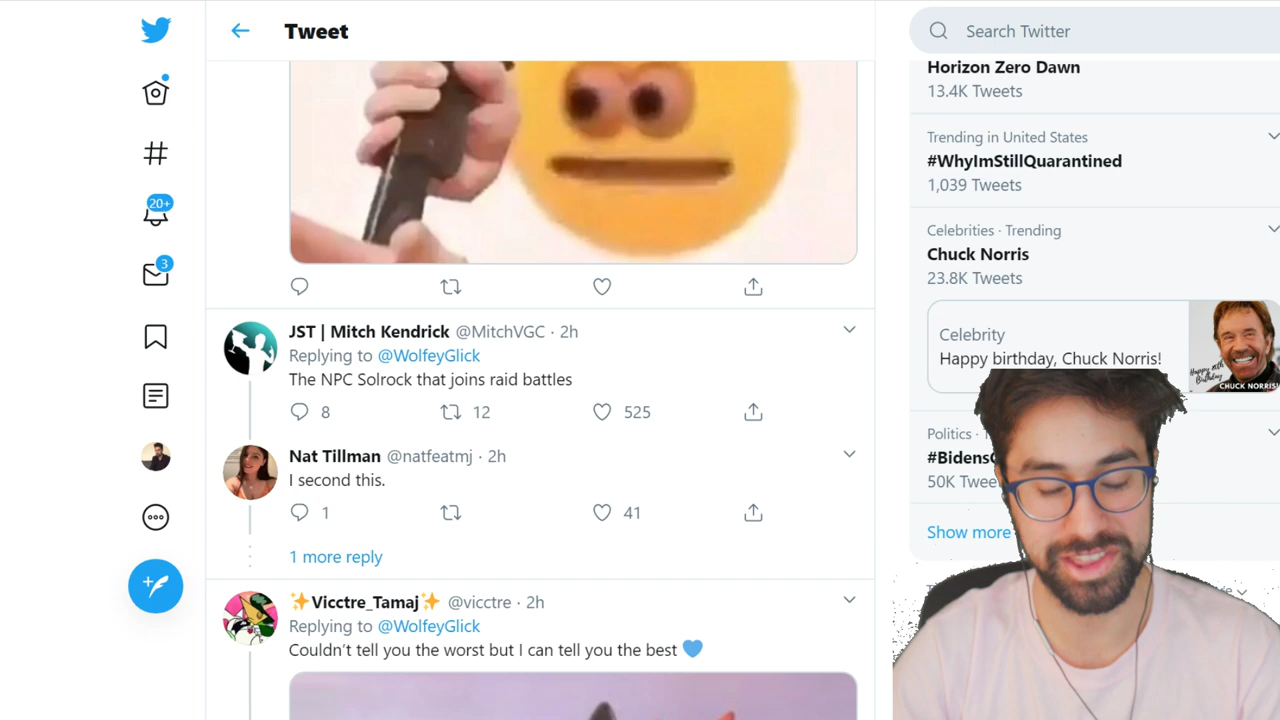 Tweet
20+
3
JST | Mitch Kendrick @MitchVGC · 2h
Replying to @WolfeyGlick
The NPC Solrock that joins raid battles
8 12 525
Nat Tillman @natfeatmj · 2h
I second this.
1 41
1 more reply
✨Vicctre_Tamaj✨ @vicctre · 2h
Replying to @WolfeyGlick
Couldn't tell you the worst but I can tell you the best 💙
Search Twitter
Horizon Zero Dawn
13.4K Tweets
Trending in United States
#WhyImStillQuarantined
1,039 Tweets
Celebrities · Trending
Chuck Norris
23.8K Tweets
Celebrity
Happy birthday, Chuck Norris!
Happy
Birthday
CHUCK NORRIS!
Politics ·
#Bidens
50K Twee
Show more